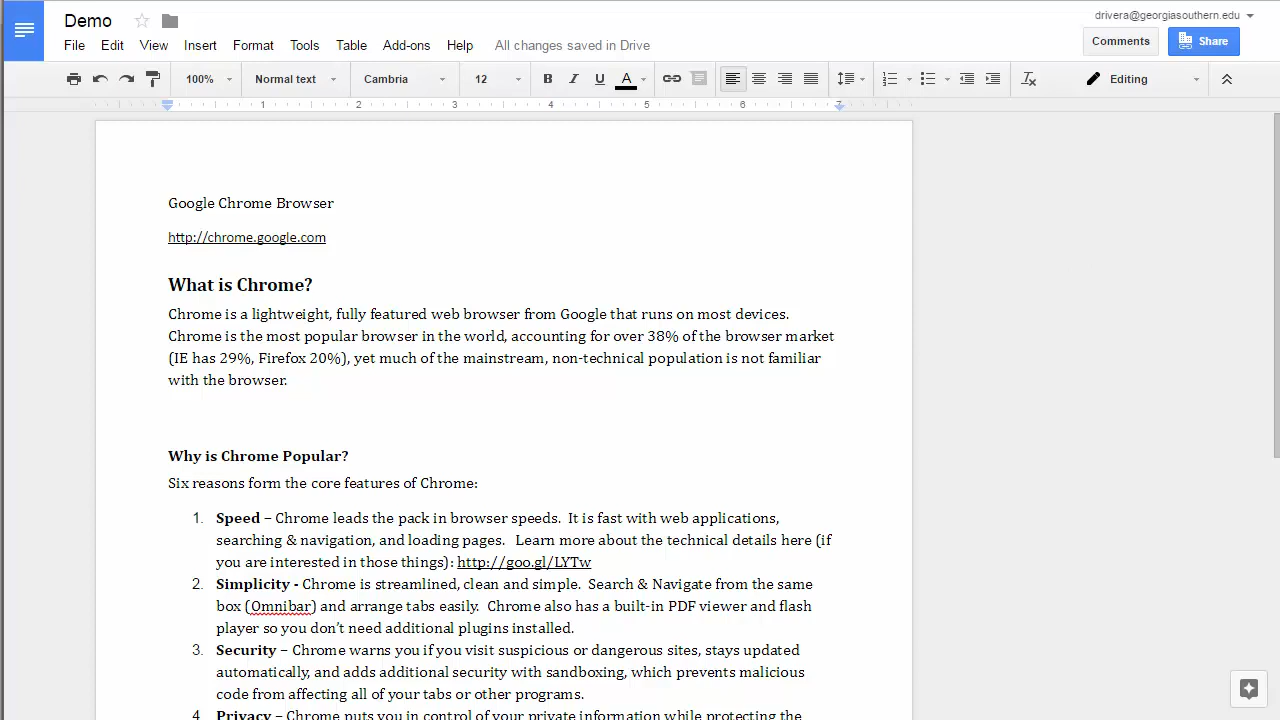 Demo
drivera@georgiasouthern.edu
File Edit View Insert Format Tools Table Add-ons Help All changes saved in Drive
Comments Share
100% Normal text Cambria 12 B I U A Editing
1 2 3 4 5 6 7
Google Chrome Browser
http://chrome.google.com
What is Chrome?
Chrome is a lightweight, fully featured web browser from Google that runs on most devices.
Chrome is the most popular browser in the world, accounting for over 38% of the browser market
(IE has 29%, Firefox 20%), yet much of the mainstream, non-technical population is not familiar
with the browser.
Why is Chrome Popular?
Six reasons form the core features of Chrome:
1. Speed – Chrome leads the pack in browser speeds. It is fast with web applications,
searching & navigation, and loading pages. Learn more about the technical details here (if
you are interested in those things): http://goo.gl/LYTw
2. Simplicity - Chrome is streamlined, clean and simple. Search & Navigate from the same
box (Omnibar) and arrange tabs easily. Chrome also has a built-in PDF viewer and flash
player so you don’t need additional plugins installed.
3. Security – Chrome warns you if you visit suspicious or dangerous sites, stays updated
automatically, and adds additional security with sandboxing, which prevents malicious
code from affecting all of your tabs or other programs.
4. Privacy – Chrome puts you in control of your private information while protecting the